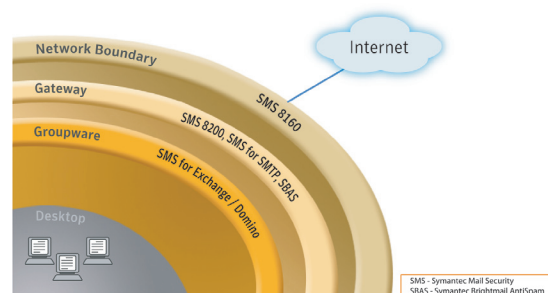 Internet
Network Boundary
SMS 8160
Gateway
SMS 8200, SMS for SMTP, SBAS
Groupware
SMS for Exchange / Domino
Desktop
SMS - Symantec Mail Security
SBAS - Symantec Brightmail AntiSpam